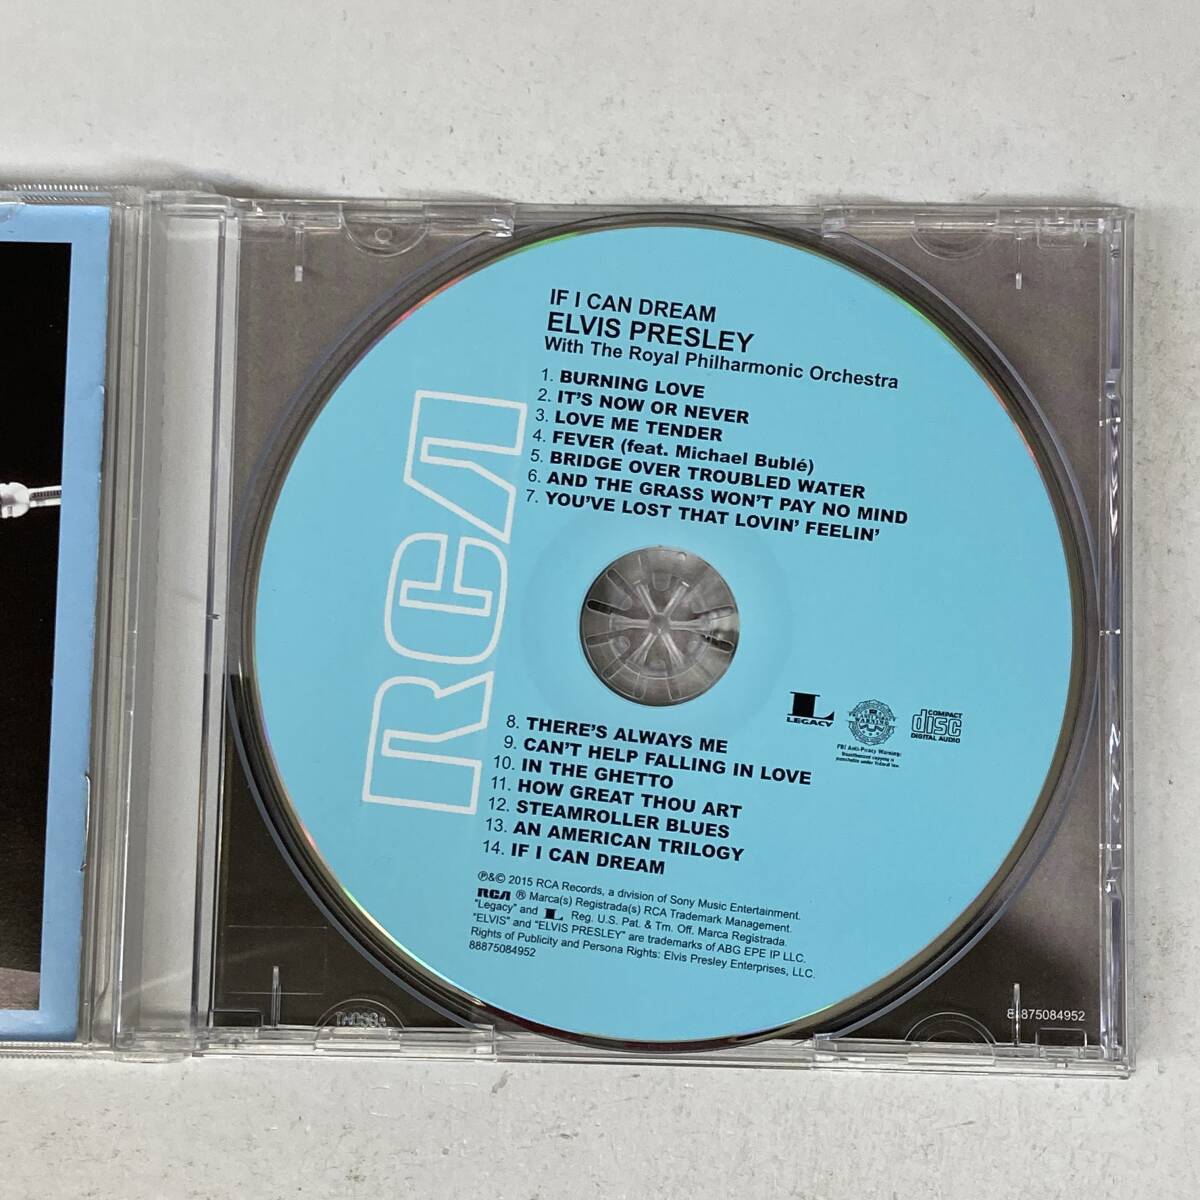 IF I CAN DREAM
ELVIS PRESLEY
With The Royal Philharmonic Orchestra
1. BURNING LOVE
2. IT'S NOW OR NEVER
3. LOVE ME TENDER
4. FEVER (feat. Michael Bublé)
5. BRIDGE OVER TROUBLED WATER
6. AND THE GRASS WON'T PAY NO MIND
7. YOU'VE LOST THAT LOVIN' FEELIN'
RCA
LEGACY
WARNING
FBI Anti-Piracy Warning:
COMPACT
disc
DIGITAL AUDIO
8. THERE'S ALWAYS ME
9. CAN'T HELP FALLING IN LOVE
10. IN THE GHETTO
11. HOW GREAT THOU ART
12. STEAMROLLER BLUES
13. AN AMERICAN TRILOGY
14. IF I CAN DREAM
℗&© 2015 RCA Records, a division of Sony Music Entertainment.
RCA ® Marca(s) Registrada(s) RCA Trademark Management.
"Legacy" and L Reg. U.S. Pat. & Tm. Off. Marca Registrada.
"ELVIS" and "ELVIS PRESLEY" are trademarks of ABG EPE IP LLC.
Rights of Publicity and Persona Rights: Elvis Presley Enterprises, LLC.
88875084952
88875084952